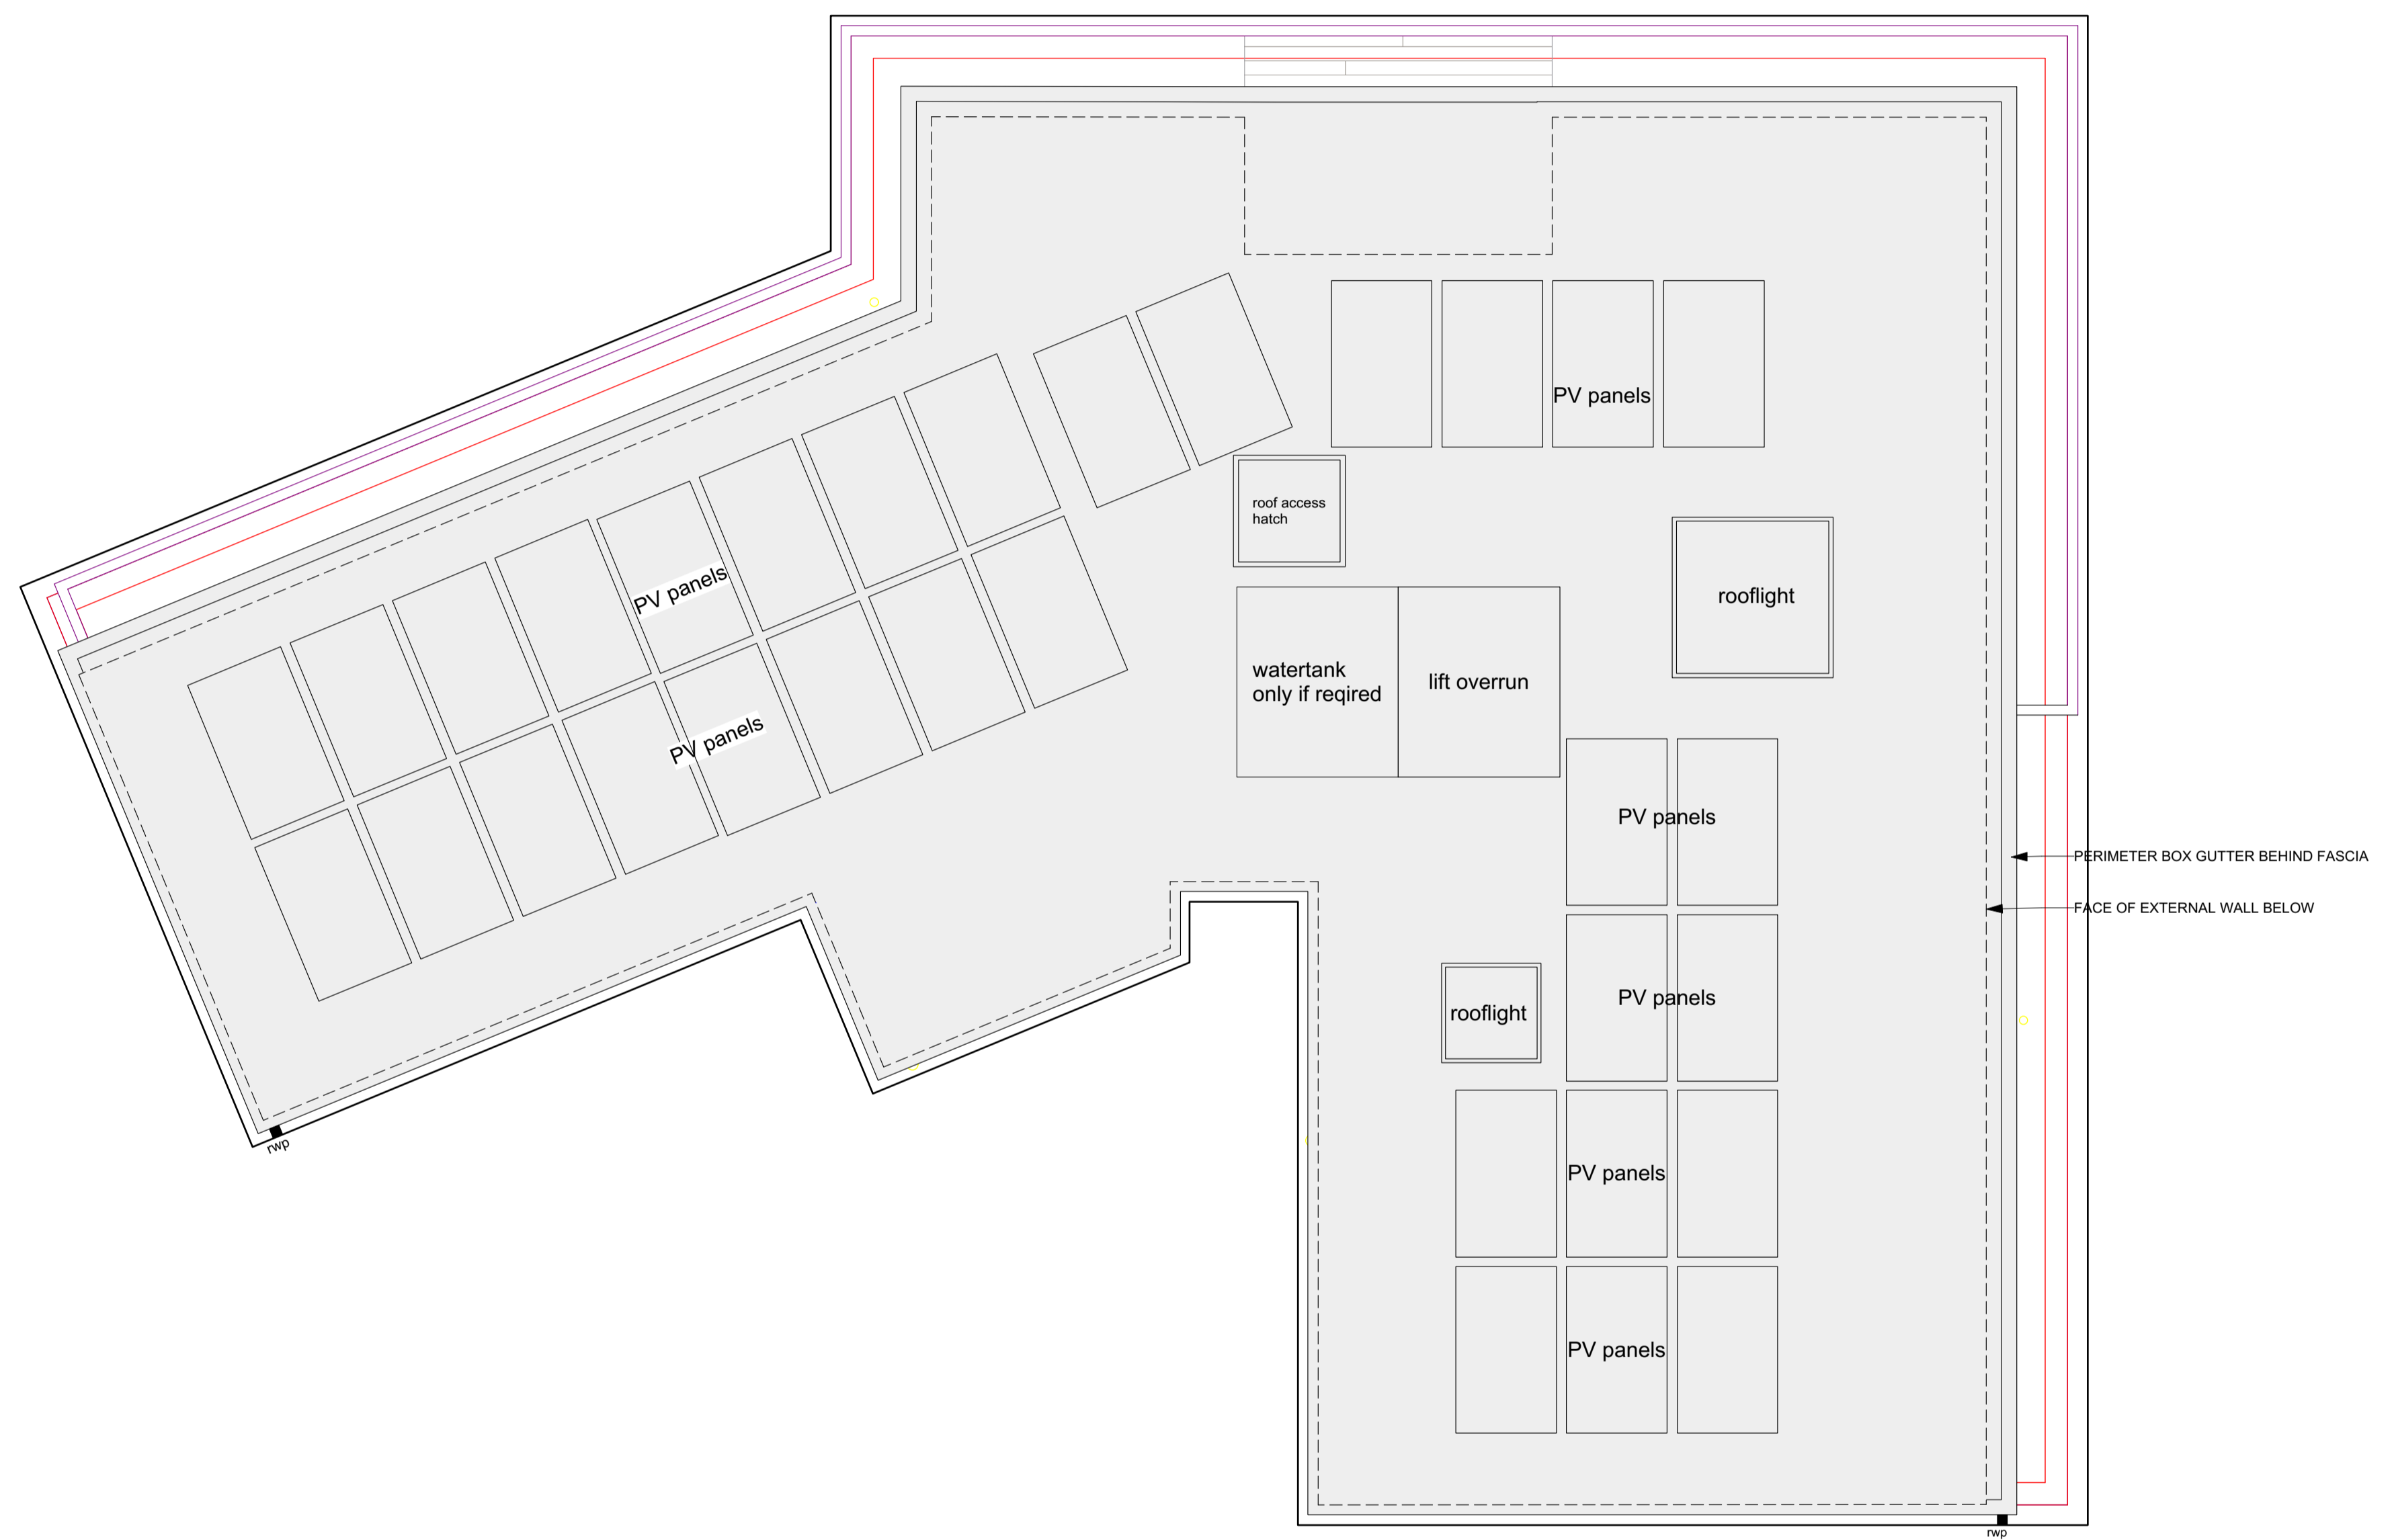 PV panels
roof access
hatch
PV panels
rooflight
watertank
only if reqired
lift overrun
PV panels
PV panels
PERIMETER BOX GUTTER BEHIND FASCIA
FACE OF EXTERNAL WALL BELOW
PV panels
rooflight
rwp
PV panels
PV panels
rwp